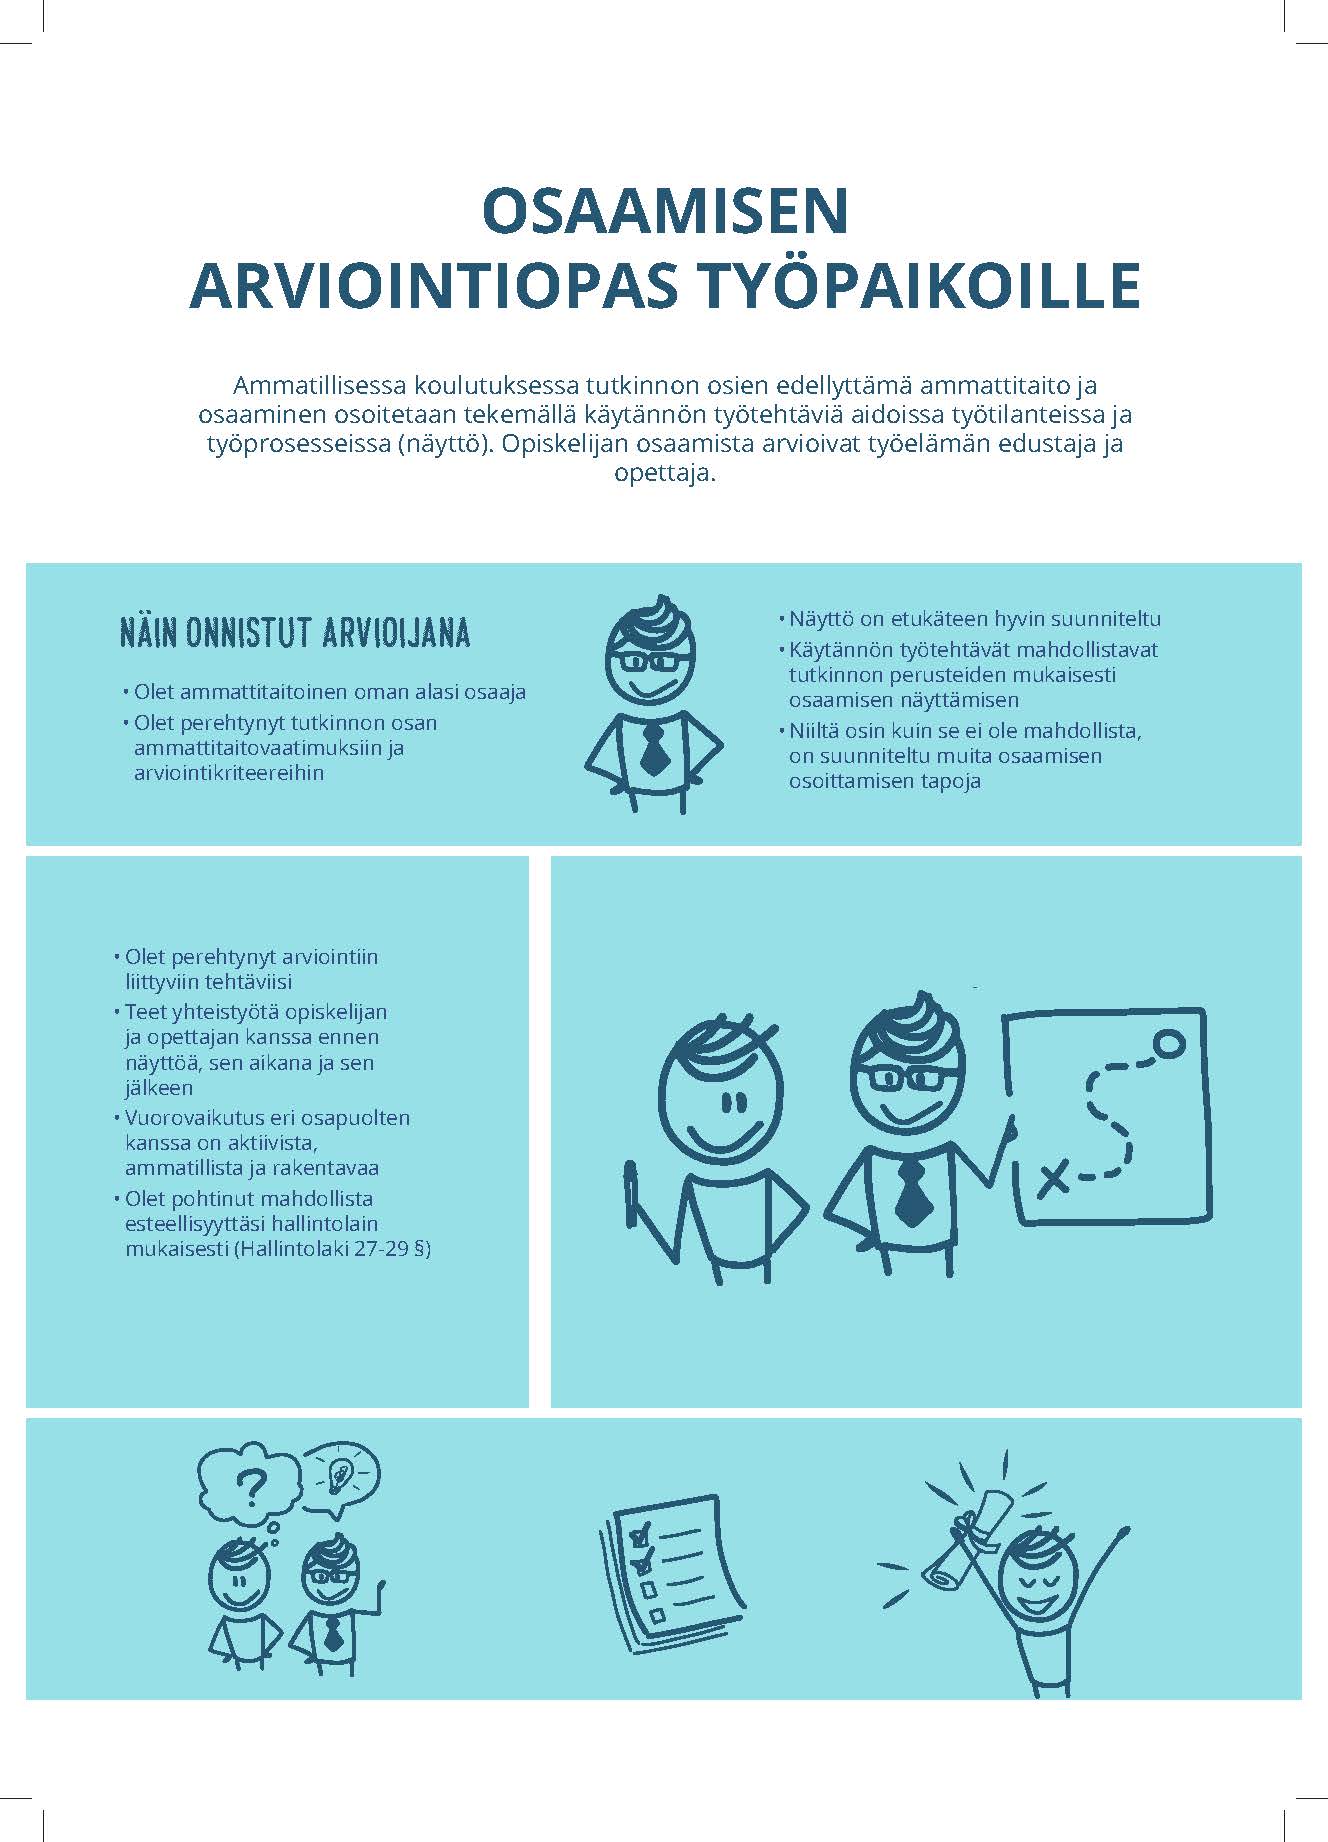 OSAAMISEN
ARVIOINTIOPAS TYÖPAIKOILLE
Ammatillisessa koulutuksessa tutkinnon osien edellyttämä ammattitaito ja
osaaminen osoitetaan tekemällä käytännön työtehtäviä aidoissa työtilanteissa ja
työprosesseissa (näyttö). Opiskelijan osaamista arvioivat työelämän edustaja ja
opettaja.
NÄIN ONNISTUT ARVIOIJANA
• Olet ammattitaitoinen oman alasi osaaja
• Olet perehtynyt tutkinnon osan
ammattitaitovaatimuksiin ja
arviointikriteereihin
• Näyttö on etukäteen hyvin suunniteltu
• Käytännön työtehtävät mahdollistavat
tutkinnon perusteiden mukaisesti
osaamisen näyttämisen
• Niiltä osin kuin se ei ole mahdollista,
on suunniteltu muita osaamisen
osoittamisen tapoja
• Olet perehtynyt arviointiin
liittyviin tehtäviisi
• Teet yhteistyötä opiskelijan
ja opettajan kanssa ennen
näyttöä, sen aikana ja sen
jälkeen
• Vuorovaikutus eri osapuolten
kanssa on aktiivista,
ammatillista ja rakentavaa
• Olet pohtinut mahdollista
esteellisyyttäsi hallintolain
mukaisesti (Hallintolaki 27-29 §)
?